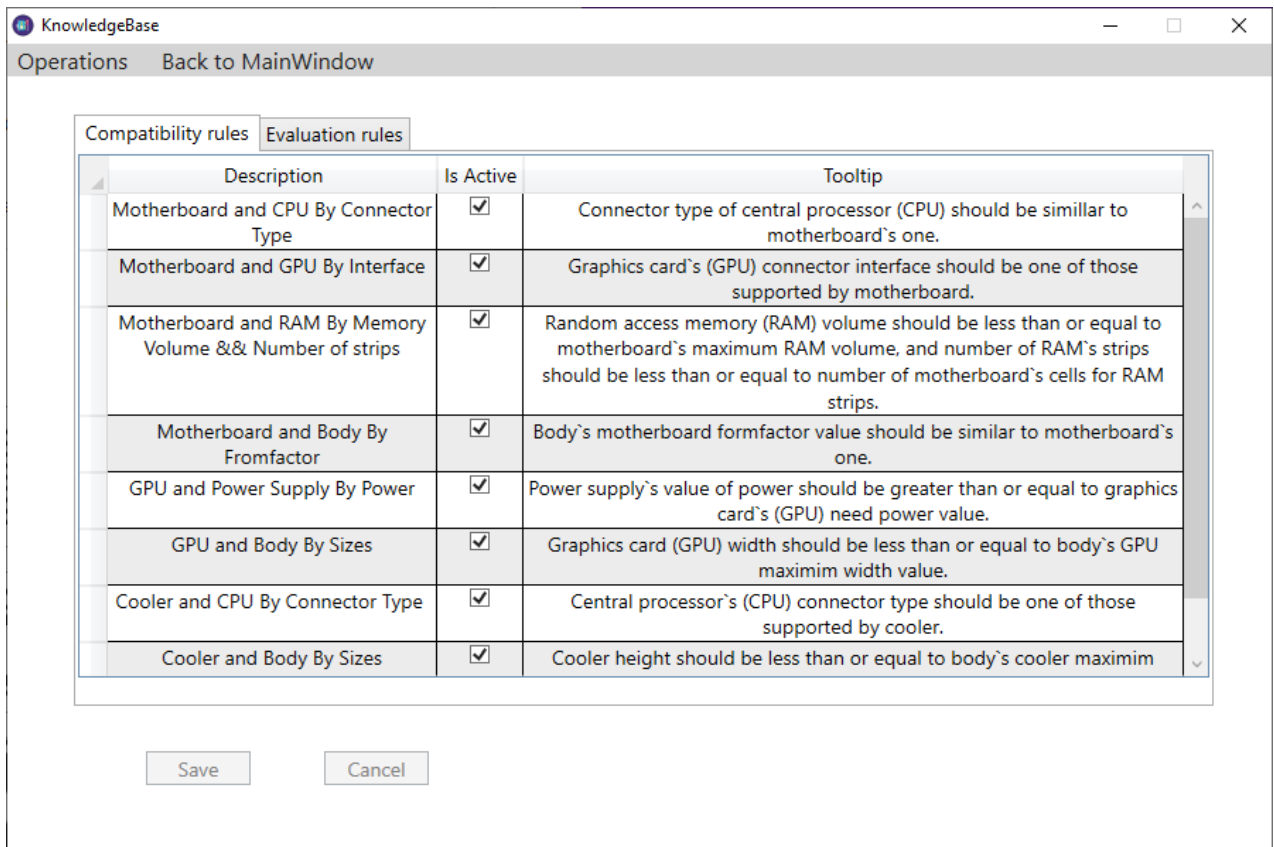 KnowledgeBase
Operations Back to MainWindow
Compatibility rules Evaluation rules
Description Is Active Tooltip
Motherboard and CPU By Connector
Type
Connector type of central processor (CPU) should be simillar to
motherboard`s one.
Motherboard and GPU By Interface
Graphics card`s (GPU) connector interface should be one of those
supported by motherboard.
Motherboard and RAM By Memory
Volume && Number of strips
Random access memory (RAM) volume should be less than or equal to
motherboard`s maximum RAM volume, and number of RAM`s strips
should be less than or equal to number of motherboard`s cells for RAM
strips.
Motherboard and Body By
Fromfactor
Body`s motherboard formfactor value should be similar to motherboard`s
one.
GPU and Power Supply By Power
Power supply`s value of power should be greater than or equal to graphics
card`s (GPU) need power value.
GPU and Body By Sizes
Graphics card (GPU) width should be less than or equal to body`s GPU
maximim width value.
Cooler and CPU By Connector Type
Central processor`s (CPU) connector type should be one of those
supported by cooler.
Cooler and Body By Sizes
Cooler height should be less than or equal to body`s cooler maximim
Save Cancel